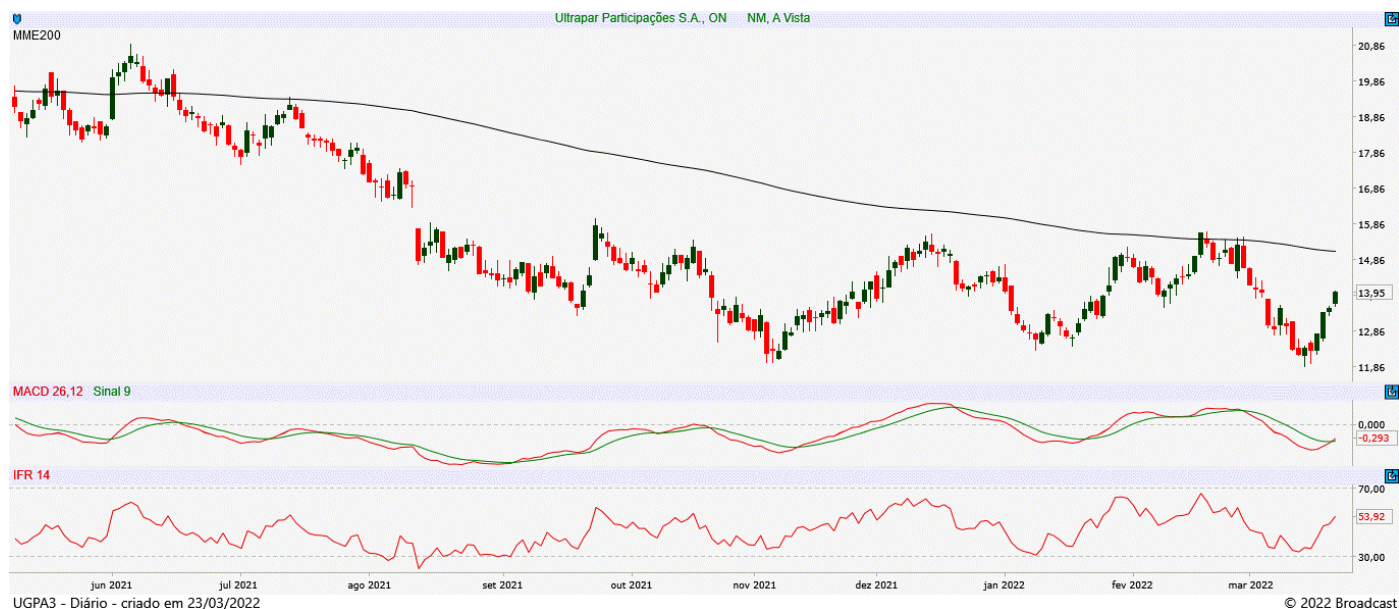 Ultrapar Participações S.A., ON NM, A Vista
MME200
20,86
19,86
18,86
17,86
16,86
15,86
14,86
13,95
12,86
11,86
MACD 26,12 Sinal 9
0,000
-0,293
IFR 14
70,00
53,92
30,00
jun 2021 jul 2021 ago 2021 set 2021 out 2021 nov 2021 dez 2021 jan 2022 fev 2022 mar 2022
UGPA3 - Diário - criado em 23/03/2022 © 2022 Broadcast